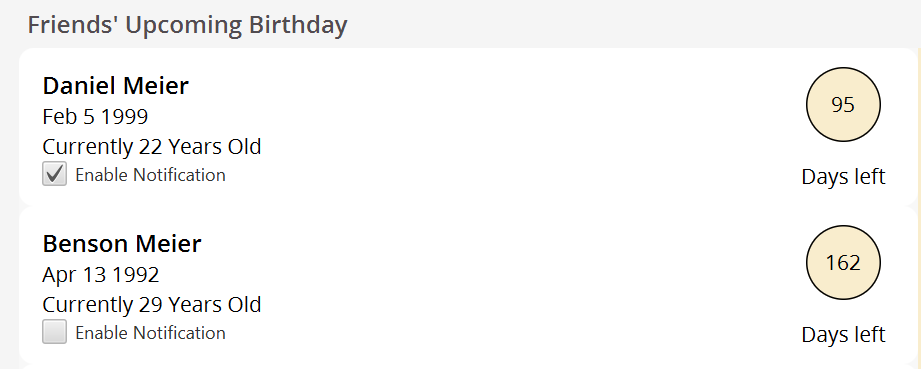 Friends' Upcoming Birthday
Daniel Meier
Feb 5 1999
Currently 22 Years Old
Enable Notification
95
Days left
Benson Meier
Apr 13 1992
Currently 29 Years Old
Enable Notification
162
Days left